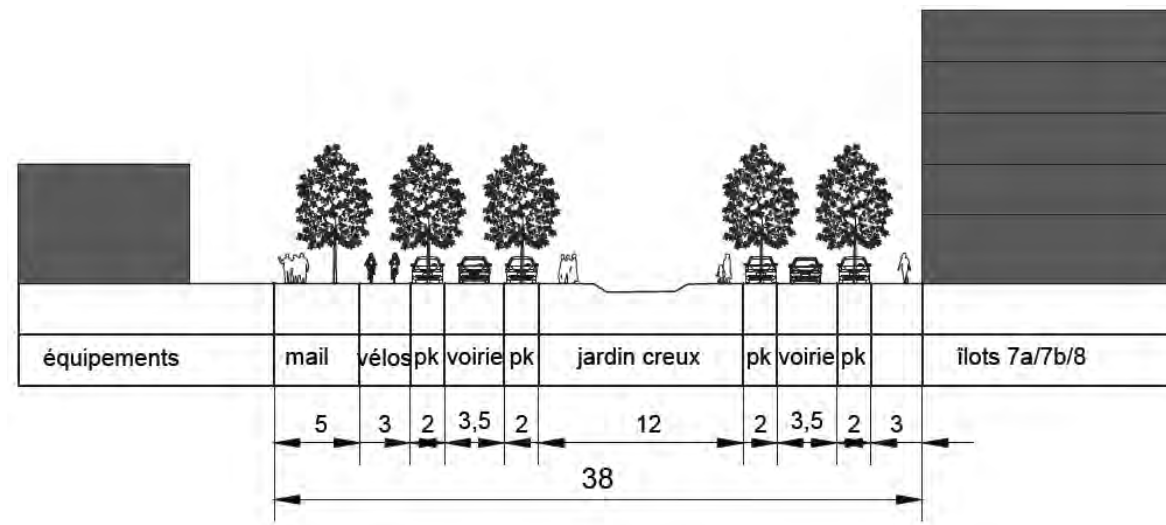 équipements mail vélos pk voirie pk jardin creux pk voirie pk îlots 7a/7b/8
5 3 2 3,5 2 12 2 3,5 2 3
38